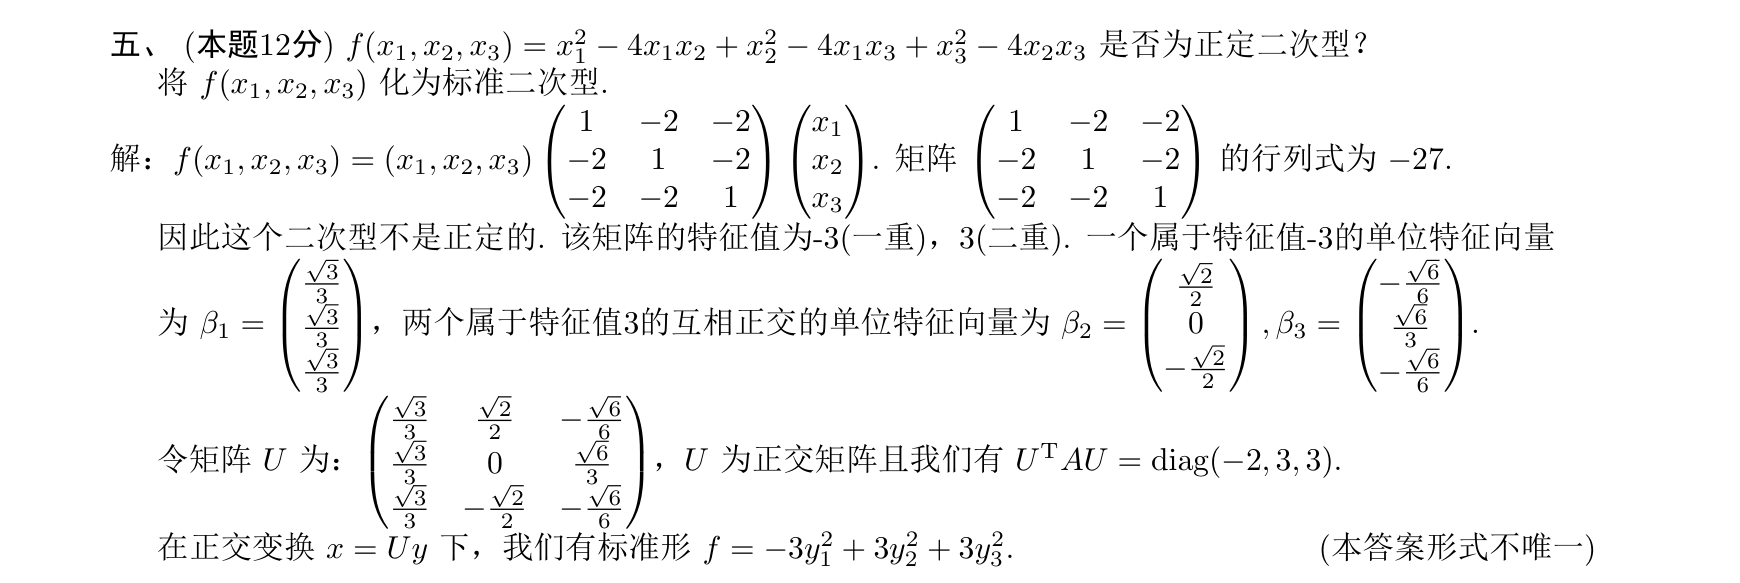 五、 (本题12分) $f(x_1, x_2, x_3) = x_1^2 - 4x_1x_2 + x_2^2 - 4x_1x_3 + x_3^2 - 4x_2x_3$ 是否为正定二次型?
将 $f(x_1, x_2, x_3)$ 化为标准二次型.
解: $f(x_1, x_2, x_3) = (x_1, x_2, x_3) \begin{pmatrix} 1 & -2 & -2 \\ -2 & 1 & -2 \\ -2 & -2 & 1 \end{pmatrix} \begin{pmatrix} x_1 \\ x_2 \\ x_3 \end{pmatrix}$. 矩阵 $\begin{pmatrix} 1 & -2 & -2 \\ -2 & 1 & -2 \\ -2 & -2 & 1 \end{pmatrix}$ 的行列式为 $-27$.
因此这个二次型不是正定的. 该矩阵的特征值为-3(一重), 3(二重). 一个属于特征值-3的单位特征向量
为 $\beta_1 = \begin{pmatrix} \frac{\sqrt{3}}{3} \\ \frac{\sqrt{3}}{3} \\ \frac{\sqrt{3}}{3} \end{pmatrix}$, 两个属于特征值3的互相正交的单位特征向量为 $\beta_2 = \begin{pmatrix} \frac{\sqrt{2}}{2} \\ 0 \\ -\frac{\sqrt{2}}{2} \end{pmatrix}, \beta_3 = \begin{pmatrix} -\frac{\sqrt{6}}{6} \\ \frac{\sqrt{6}}{3} \\ -\frac{\sqrt{6}}{6} \end{pmatrix}$.
令矩阵 $U$ 为: $\begin{pmatrix} \frac{\sqrt{3}}{3} & \frac{\sqrt{2}}{2} & -\frac{\sqrt{6}}{6} \\ \frac{\sqrt{3}}{3} & 0 & \frac{\sqrt{6}}{3} \\ \frac{\sqrt{3}}{3} & -\frac{\sqrt{2}}{2} & -\frac{\sqrt{6}}{6} \end{pmatrix}$, $U$ 为正交矩阵且我们有 $U^{\mathrm{T}}AU = \mathrm{diag}(-2, 3, 3)$.
在正交变换 $x = Uy$ 下, 我们有标准形 $f = -3y_1^2 + 3y_2^2 + 3y_3^2$. (本答案形式不唯一)